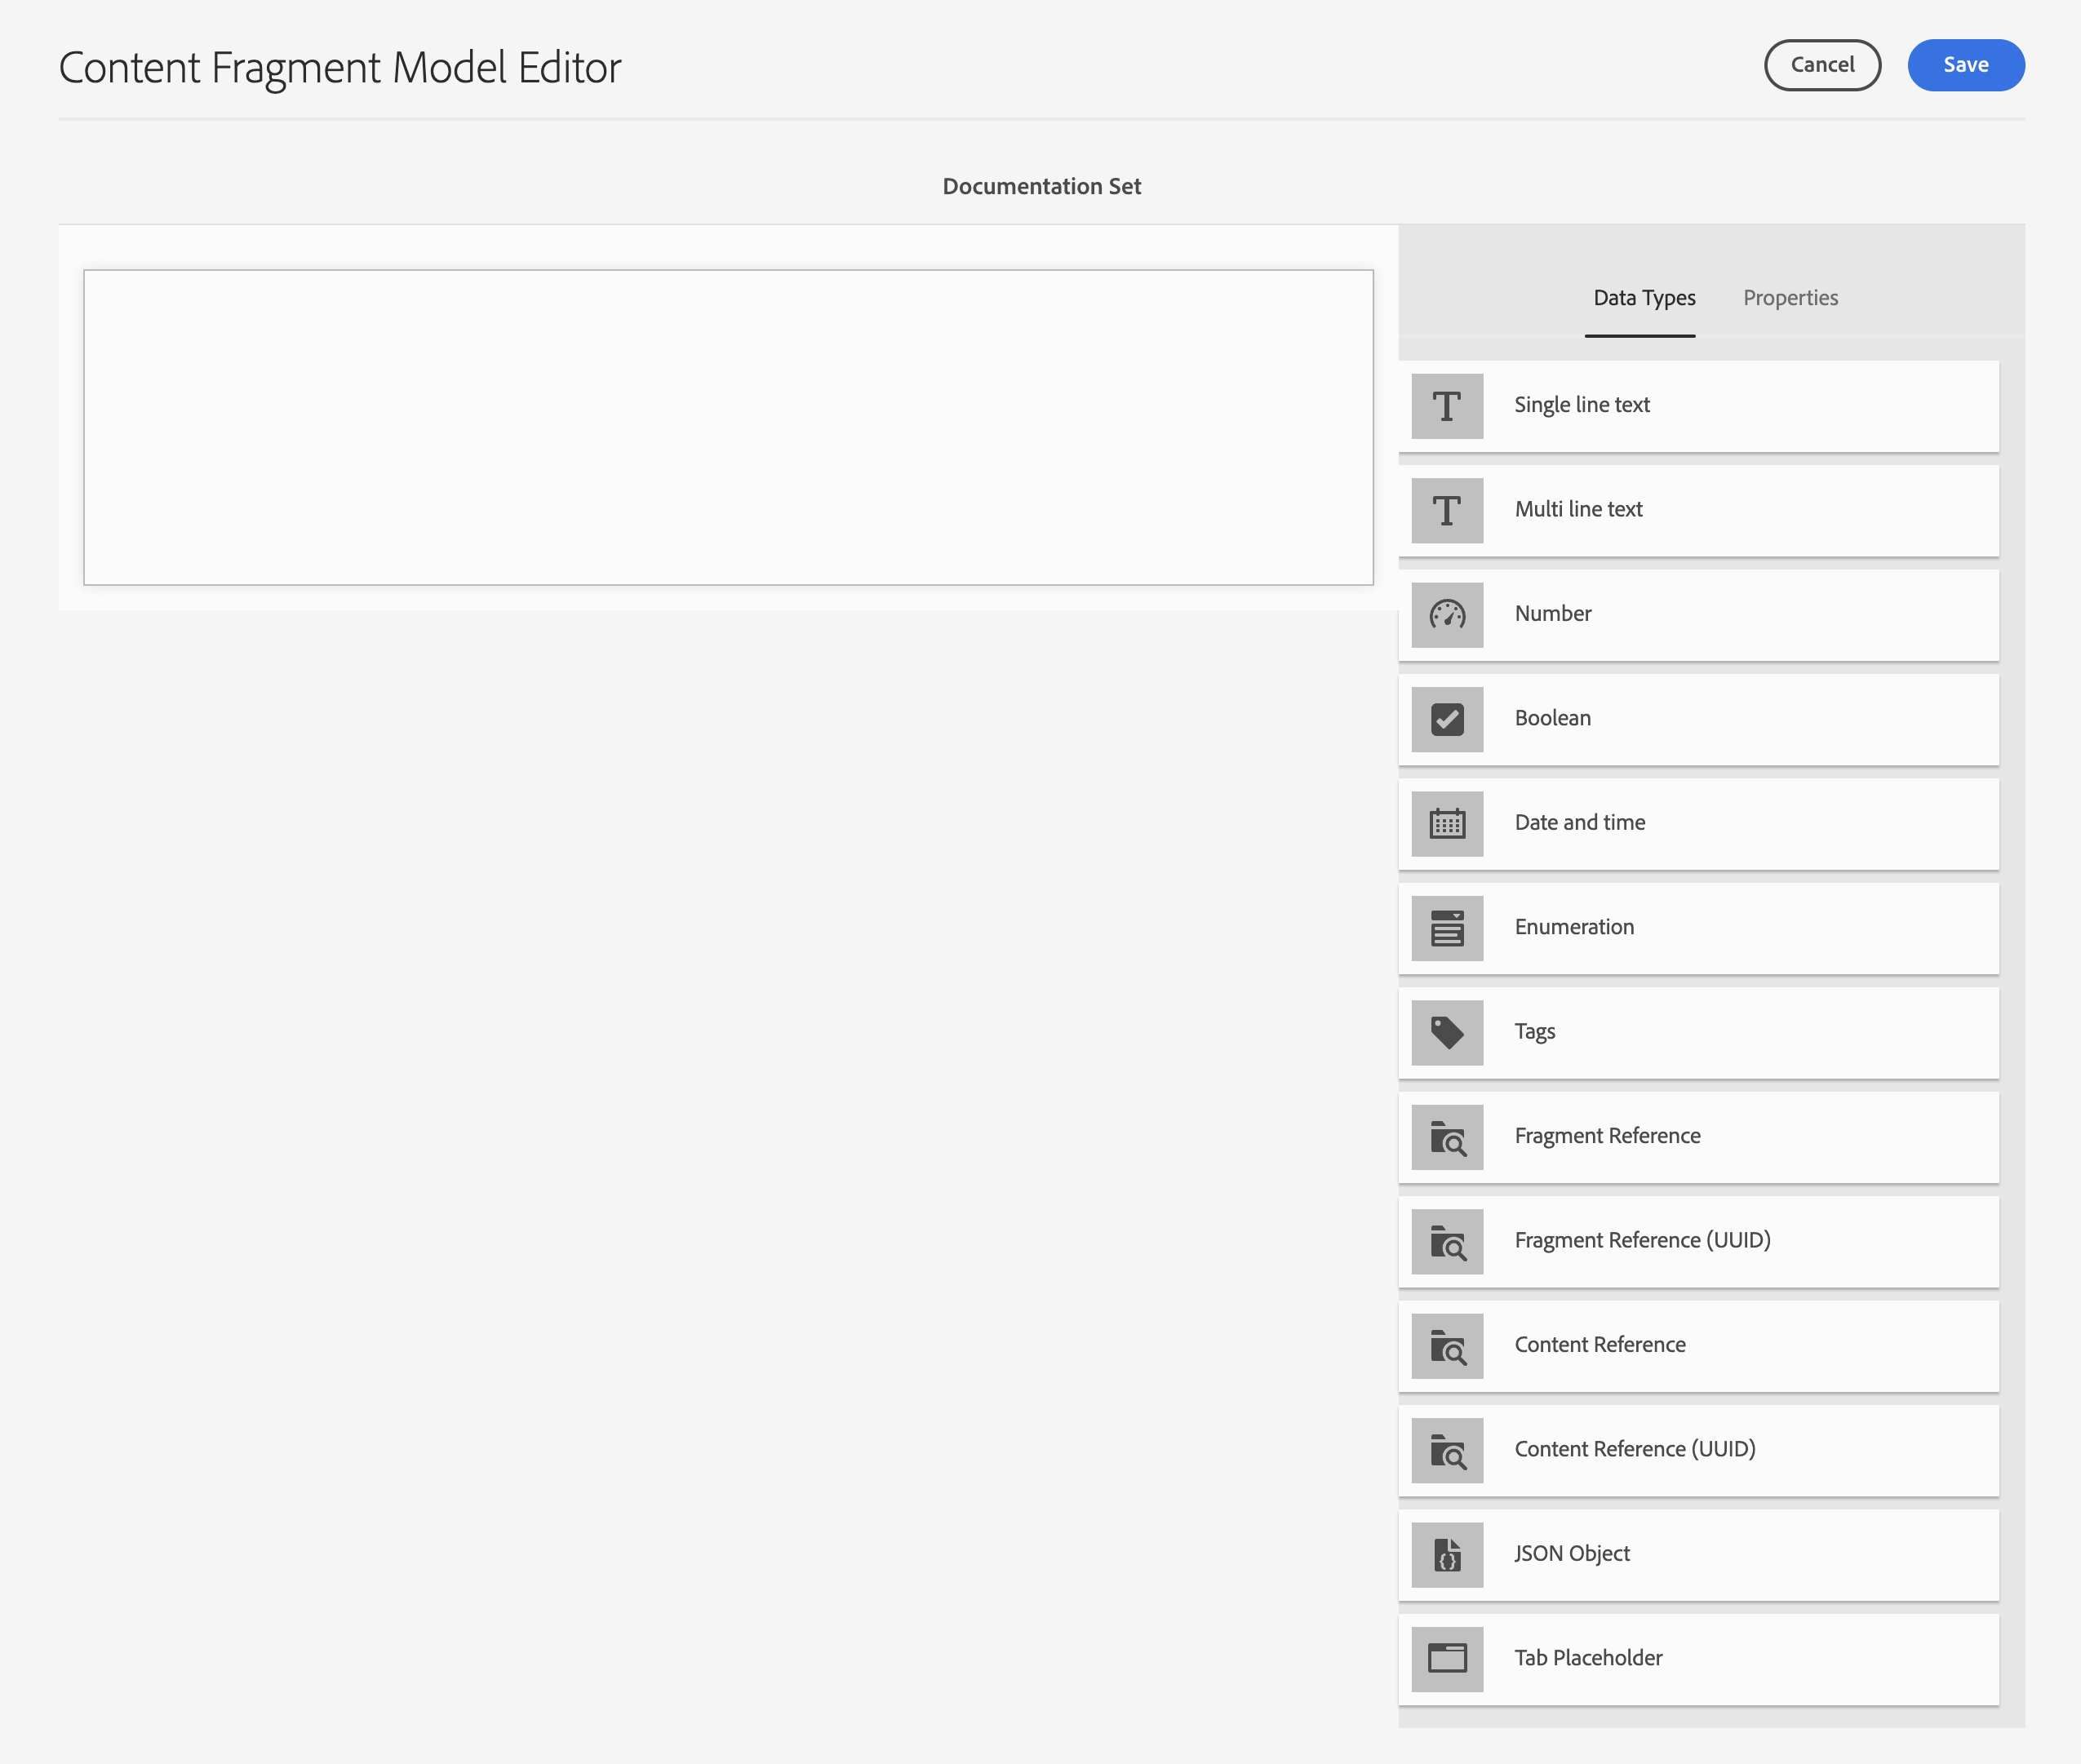 Content Fragment Model Editor
Cancel
Save
Documentation Set
Data Types
Properties
Single line text
Multi line text
Number
Boolean
Date and time
Enumeration
Tags
Fragment Reference
Fragment Reference (UUID)
Content Reference
Content Reference (UUID)
JSON Object
Tab Placeholder